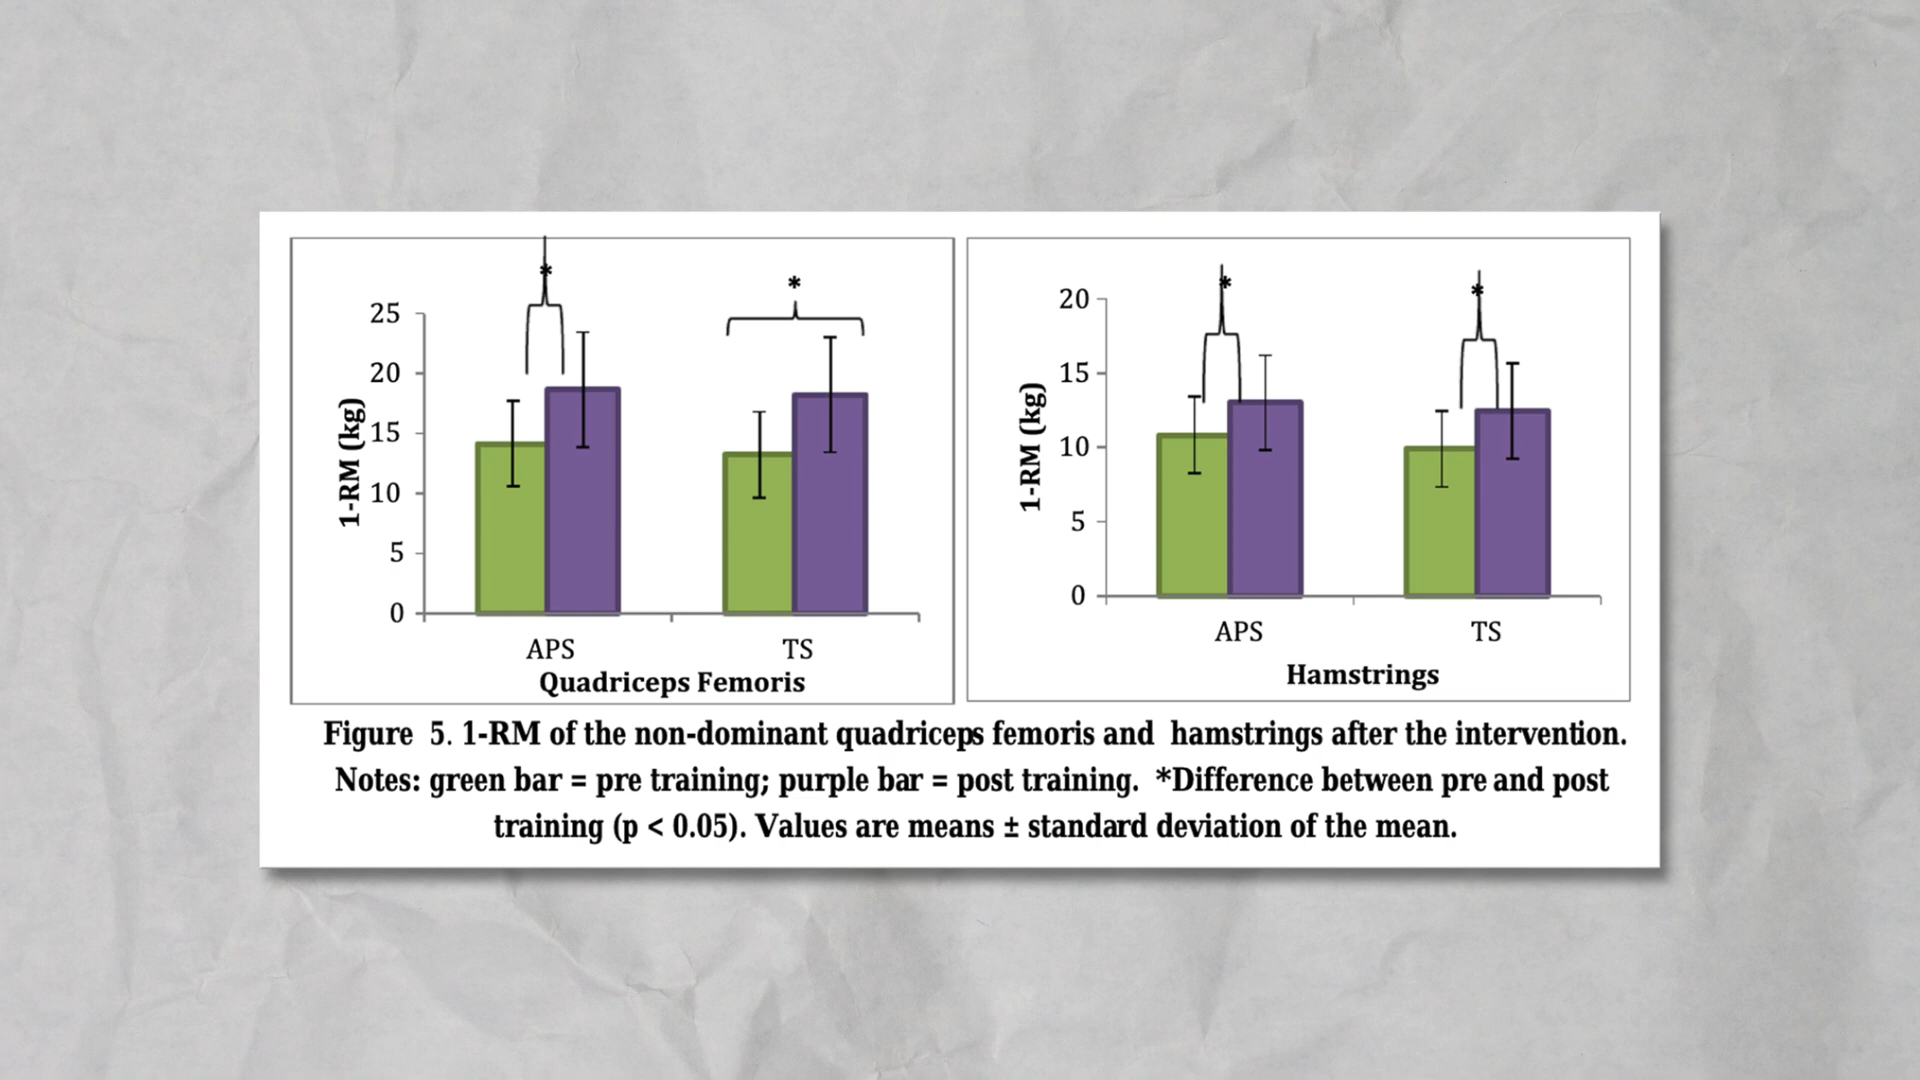 *
*
25
20
15
10
5
0
1-RM (kg)
APS
TS
Quadriceps Femoris
*
*
20
15
10
5
0
1-RM (kg)
APS
TS
Hamstrings
Figure 5. 1-RM of the non-dominant quadriceps femoris and hamstrings after the intervention.
Notes: green bar = pre training; purple bar = post training. *Difference between pre and post
training (p < 0.05). Values are means ± standard deviation of the mean.